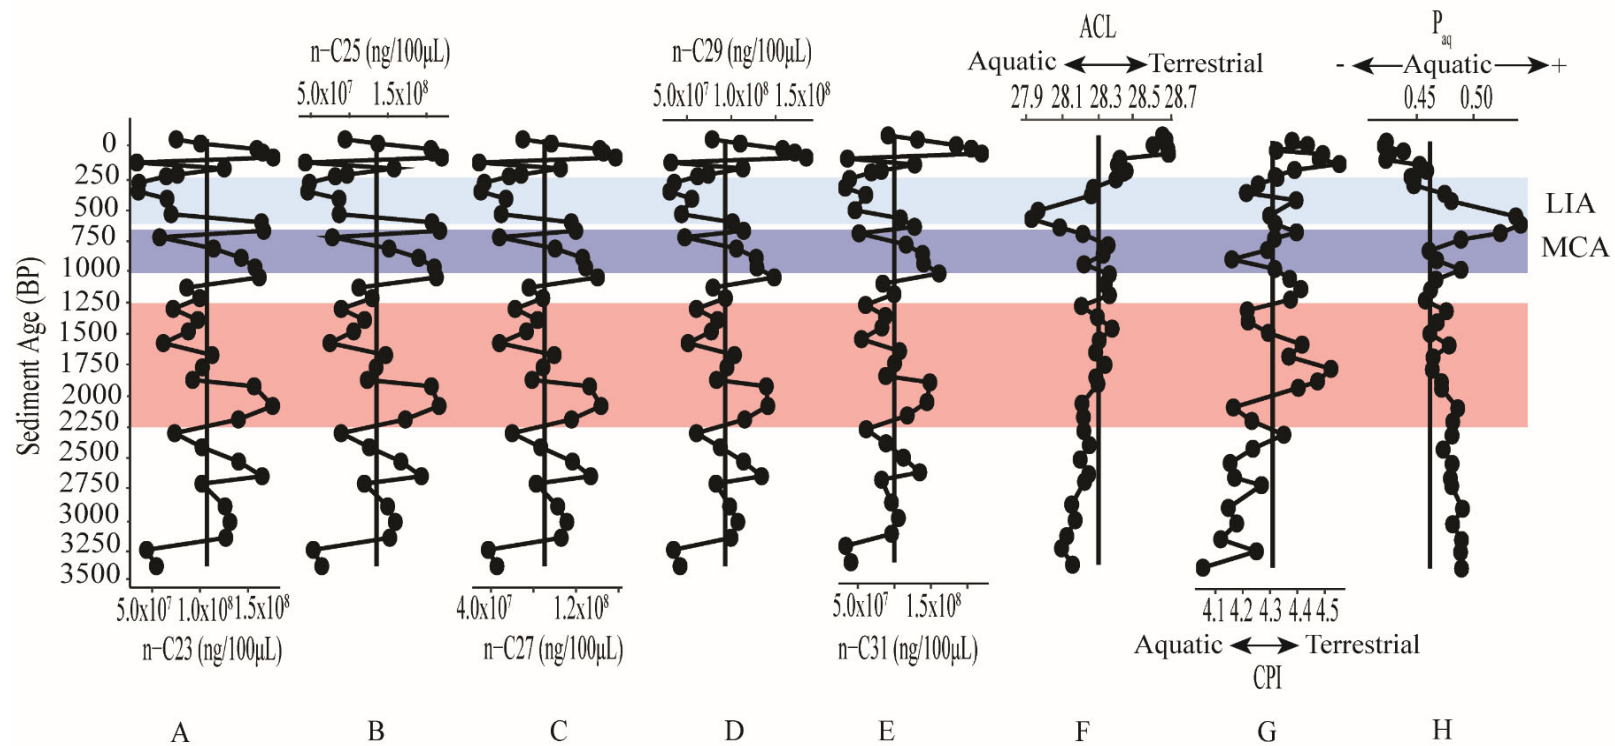 ACL
P_aq
n−C25 (ng/100μL)
n−C29 (ng/100μL)
Aquatic Terrestrial
- Aquatic +
5.0x10⁷ 1.5x10⁸
5.0x10⁷ 1.0x10⁸ 1.5x10⁸
27.9 28.1 28.3 28.5 28.7
0.45 0.50
Sediment Age (BP)
0
250
500
750
1000
1250
1500
1750
2000
2250
2500
2750
3000
3250
3500
LIA
MCA
5.0x10⁷ 1.0x10⁸ 1.5x10⁸
n−C23 (ng/100μL)
4.0x10⁷ 1.2x10⁸
n−C27 (ng/100μL)
5.0x10⁷ 1.5x10⁸
n−C31 (ng/100μL)
4.1 4.2 4.3 4.4 4.5
Aquatic Terrestrial
CPI
A B C D E F G H